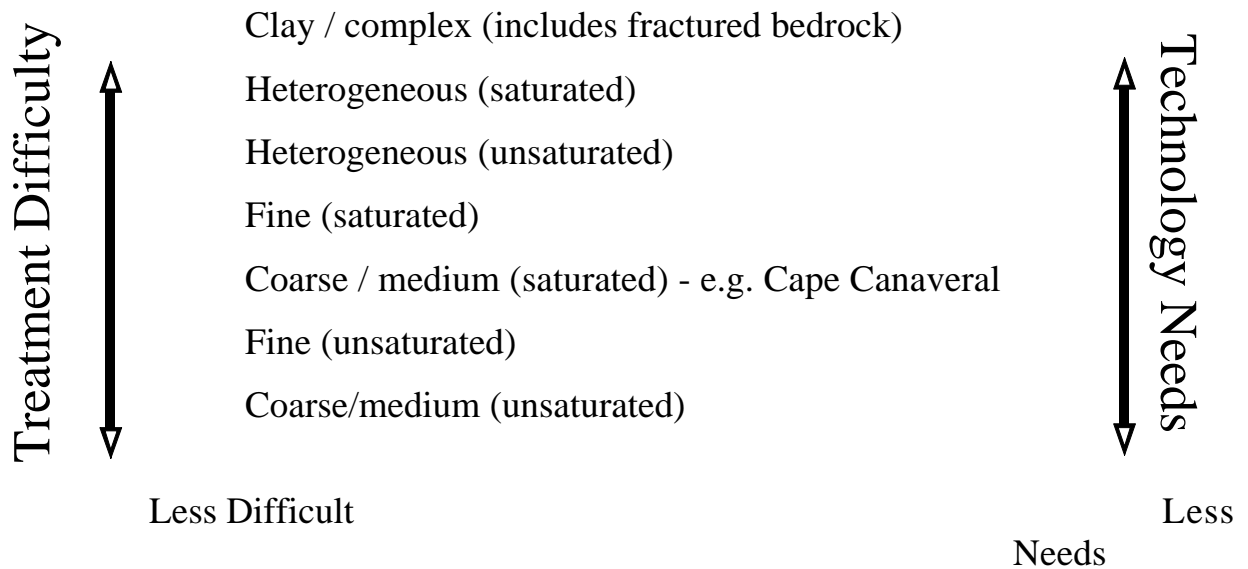 Treatment Difficulty
Clay / complex (includes fractured bedrock)
Heterogeneous (saturated)
Heterogeneous (unsaturated)
Fine (saturated)
Coarse / medium (saturated) - e.g. Cape Canaveral
Fine (unsaturated)
Coarse/medium (unsaturated)
Technology Needs
Less Difficult
Less
Needs